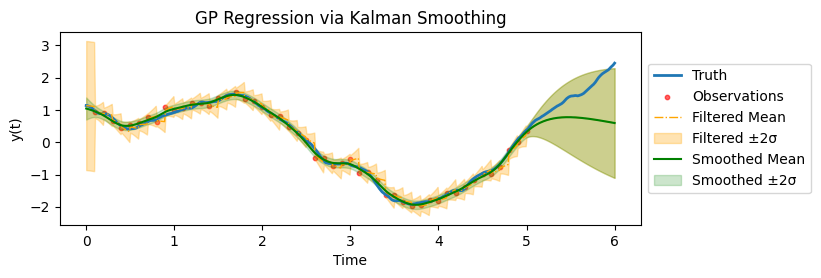 GP Regression via Kalman Smoothing
y(t)
3
2
1
0
−1
−2
0 1 2 3 4 5 6
Time
Truth
Observations
Filtered Mean
Filtered ±2σ
Smoothed Mean
Smoothed ±2σ